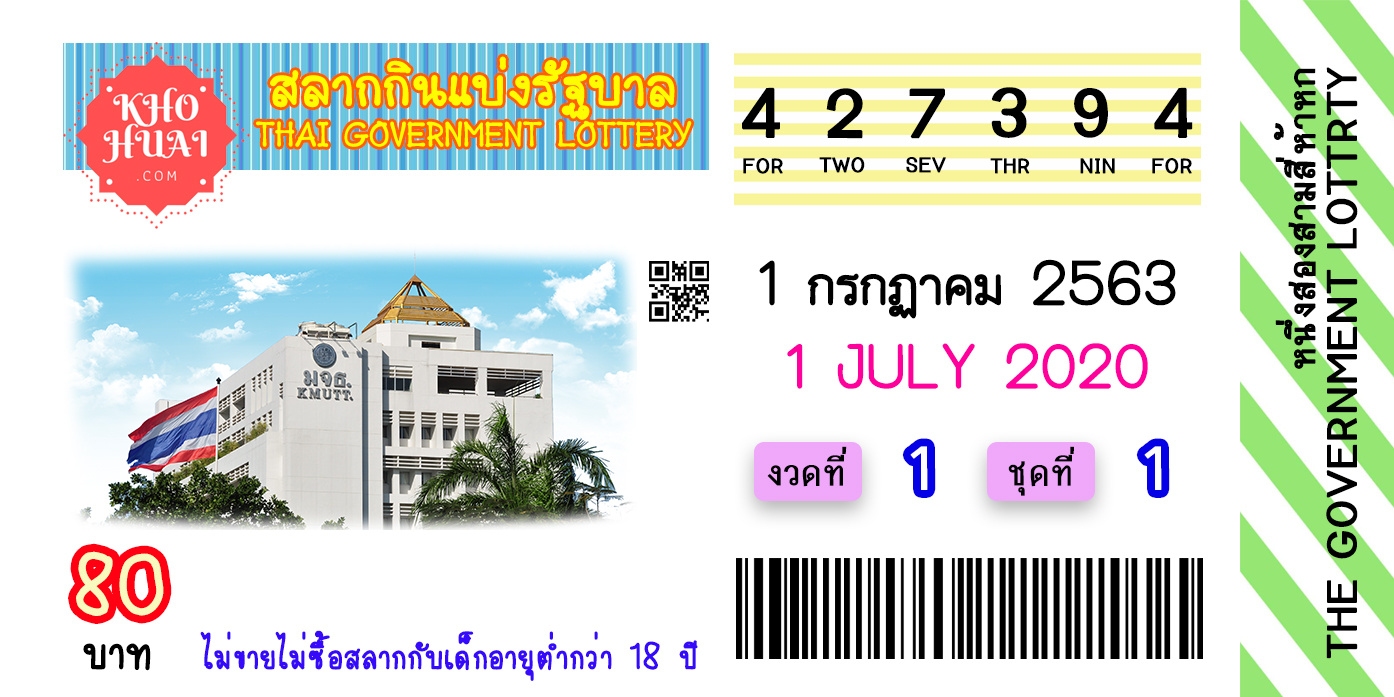 KHO
HUAI
.COM
สลากกินแบ่งรัฐบาล
THAI GOVERNMENT LOTTERY
4 2 7 3 9 4
FOR TWO SEV THR NIN FOR
มจธ.
KMUTT.
1 กรกฎาคม 2563
1 JULY 2020
งวดที่ 1 ชุดที่ 1
80
บาท
ไม่ขายไม่ซื้อสลากกับเด็กอายุต่ำกว่า 18 ปี
หนึ่งสองสามสี่ห้าหก
THE GOVERNMENT LOTTRTY